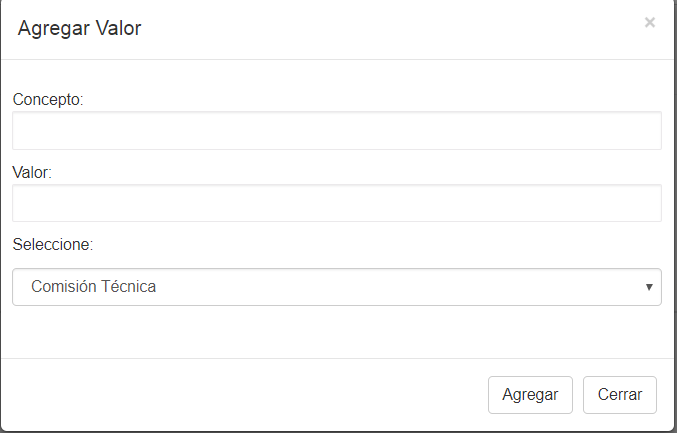 Agregar Valor ×
Concepto:
Valor:
Seleccione:
Comisión Técnica
Agregar Cerrar